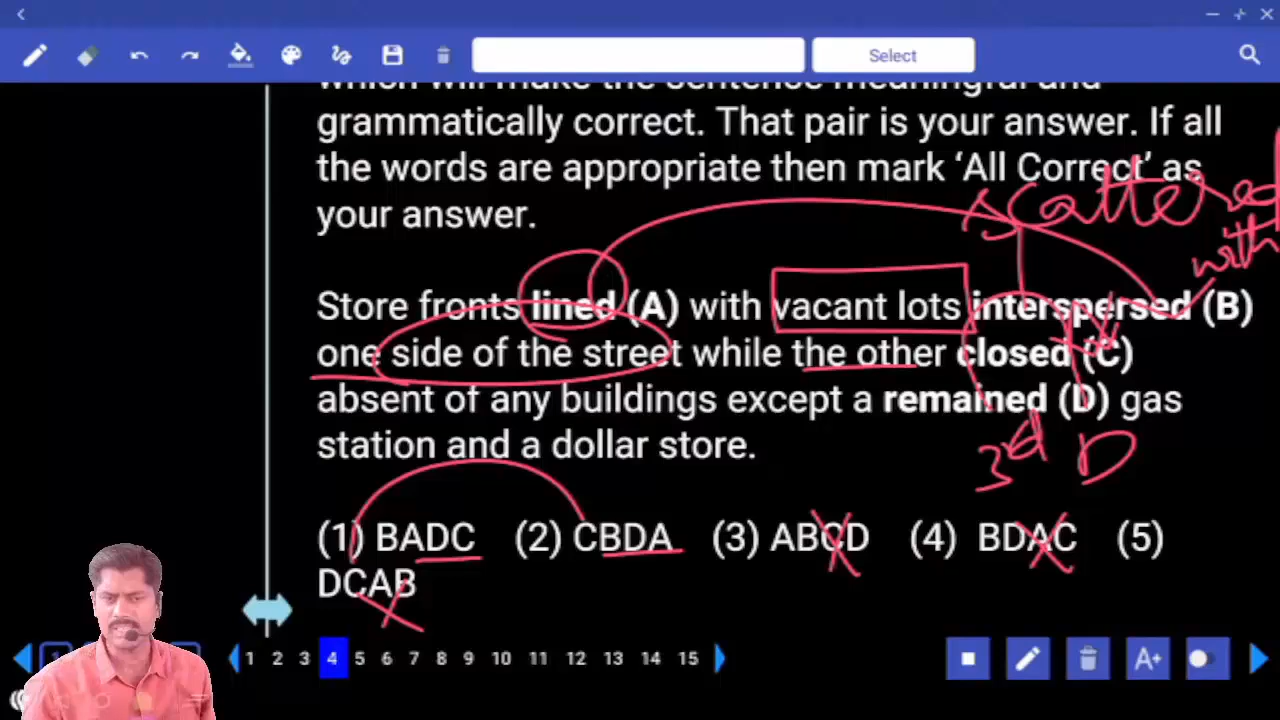 Select
which will make the sentence meaningful and
grammatically correct. That pair is your answer. If all
the words are appropriate then mark ‘All Correct’ as
your answer.
scattered
with
Store fronts lined (A) with vacant lots interspersed (B)
one side of the street while the other closed (C)
absent of any buildings except a remained (D) gas
station and a dollar store.
3rd D
(1) BADC (2) CBDA (3) ABCD (4) BDAC (5)
DCAB
1 2 3 4 5 6 7 8 9 10 11 12 13 14 15
A+